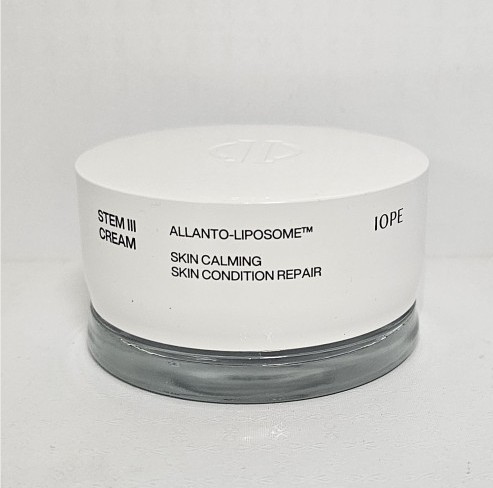 STEM III
CREAM
ALLANTO-LIPOSOME™
SKIN CALMING
SKIN CONDITION REPAIR
IOPE